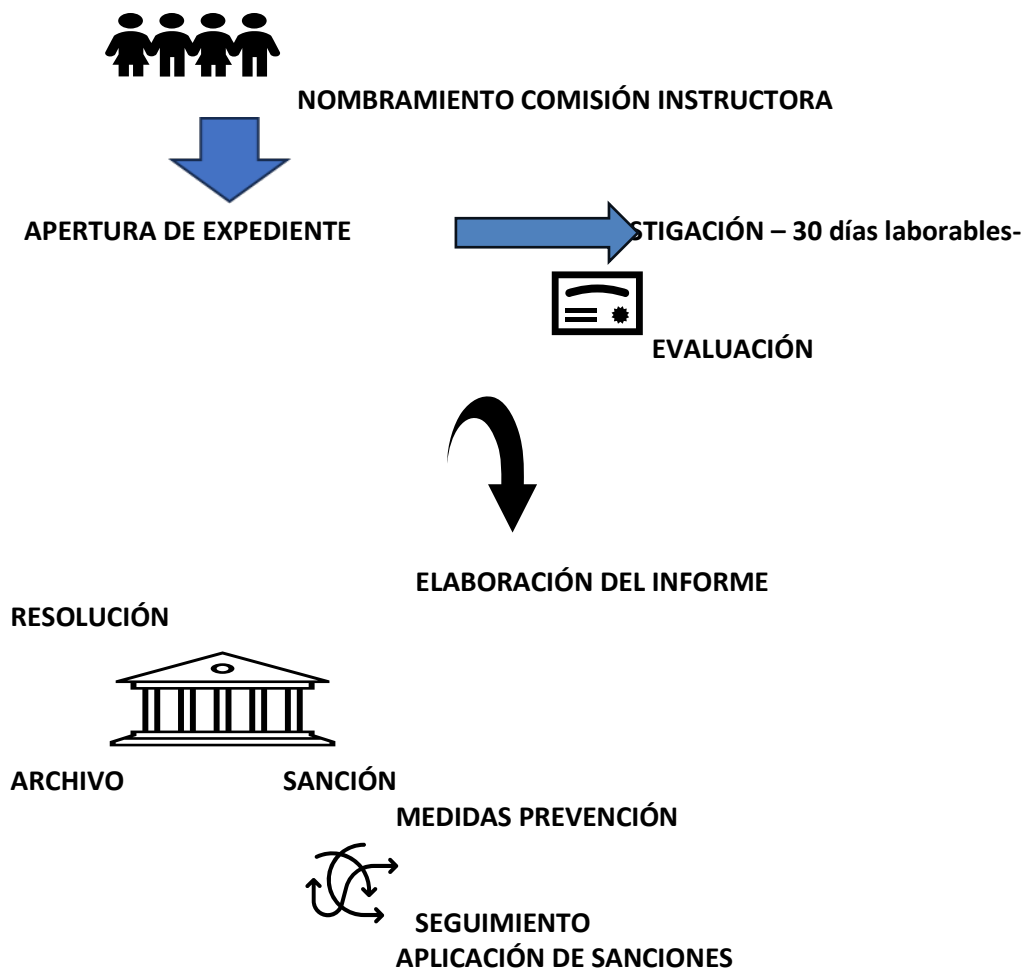 NOMBRAMIENTO COMISIÓN INSTRUCTORA
APERTURA DE EXPEDIENTE
STIGACIÓN – 30 días laborables-
EVALUACIÓN
ELABORACIÓN DEL INFORME
RESOLUCIÓN
ARCHIVO SANCIÓN
MEDIDAS PREVENCIÓN
SEGUIMIENTO
APLICACIÓN DE SANCIONES